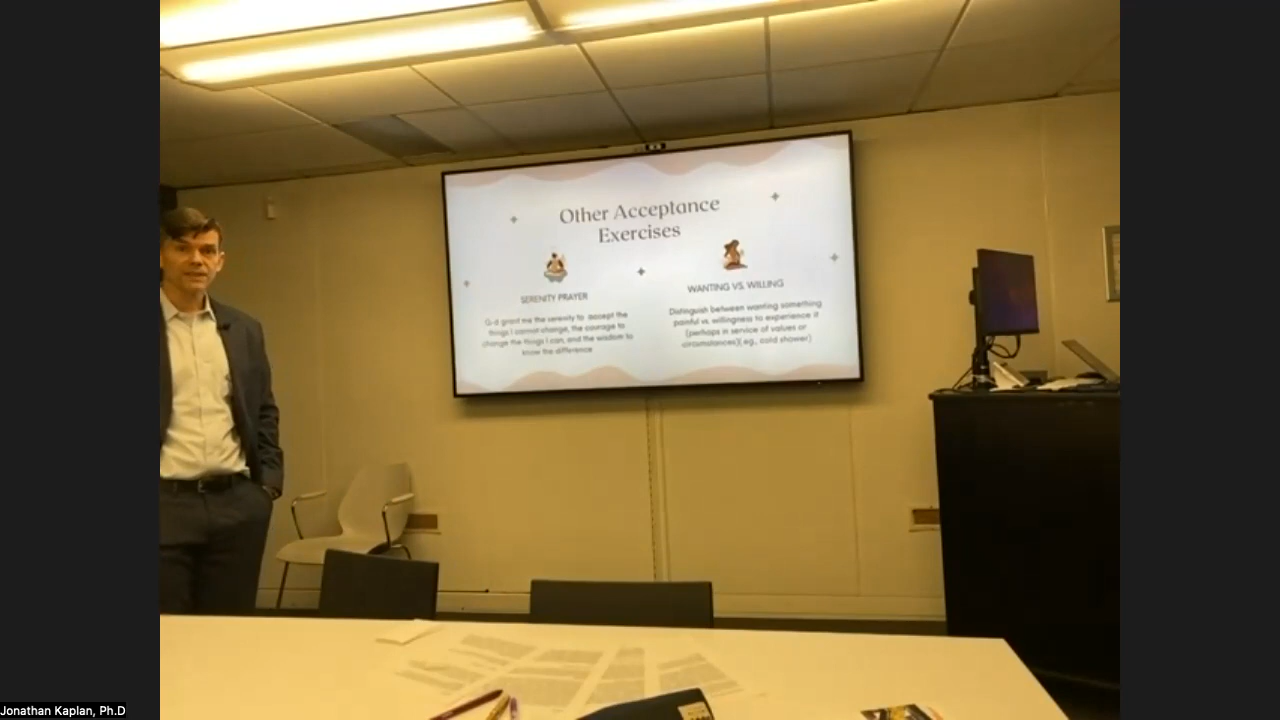 Other Acceptance
Exercises
SERENITY PRAYER
G-d grant me the serenity to accept the
things I cannot change, the courage to
change the things I can, and the wisdom to
know the difference
WANTING VS. WILLING
Distinguish between wanting something
painful vs. willingness to experience it
(perhaps in service of values or
circumstances)( eg., cold shower)
Jonathan Kaplan, Ph.D